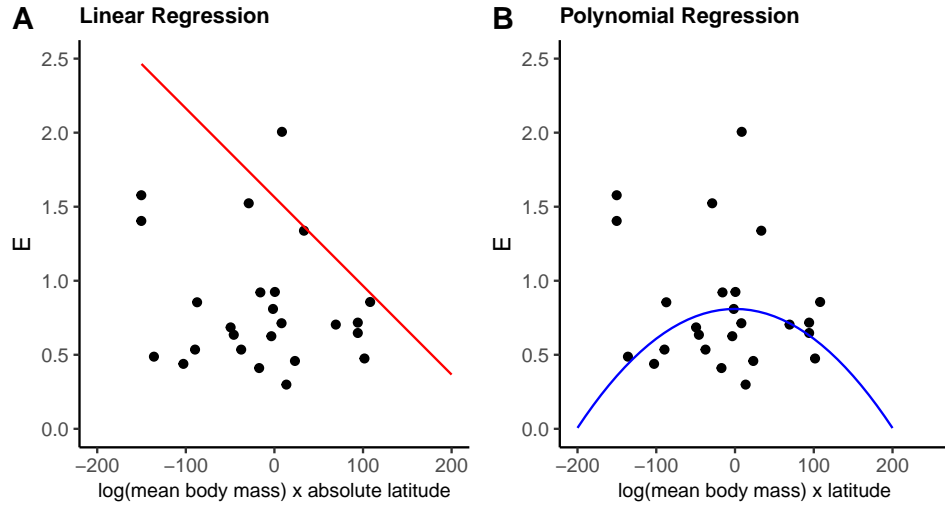 A Linear Regression
2.5
2.0
1.5
1.0
0.5
0.0
E
−200 −100 0 100 200
log(mean body mass) x absolute latitude
B Polynomial Regression
2.5
2.0
1.5
1.0
0.5
0.0
E
−200 −100 0 100 200
log(mean body mass) x latitude